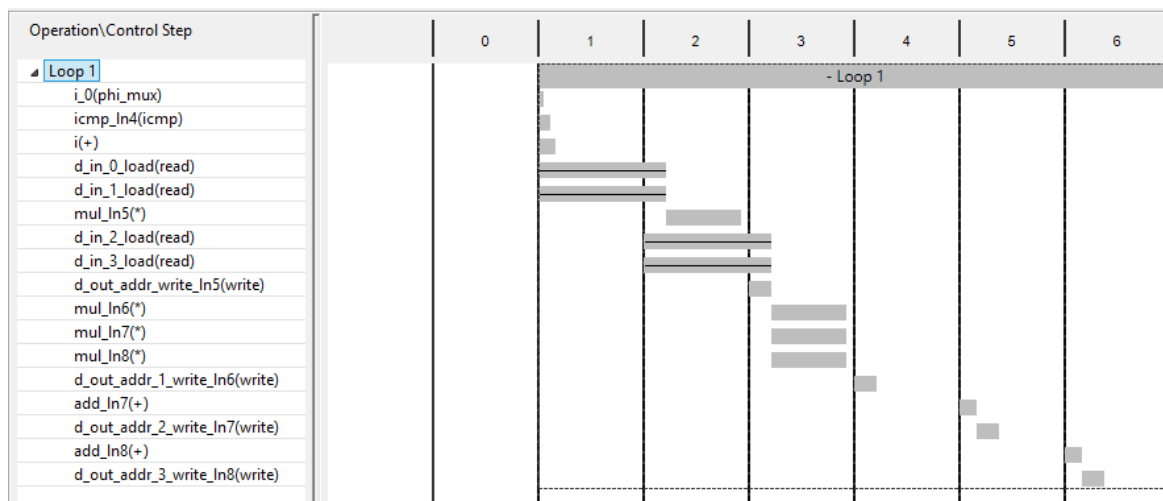 Operation\Control Step
0 1 2 3 4 5 6
Loop 1
- Loop 1
i_0(phi_mux)
icmp_ln4(icmp)
i(+)
d_in_0_load(read)
d_in_1_load(read)
mul_ln5(*)
d_in_2_load(read)
d_in_3_load(read)
d_out_addr_write_ln5(write)
mul_ln6(*)
mul_ln7(*)
mul_ln8(*)
d_out_addr_1_write_ln6(write)
add_ln7(+)
d_out_addr_2_write_ln7(write)
add_ln8(+)
d_out_addr_3_write_ln8(write)